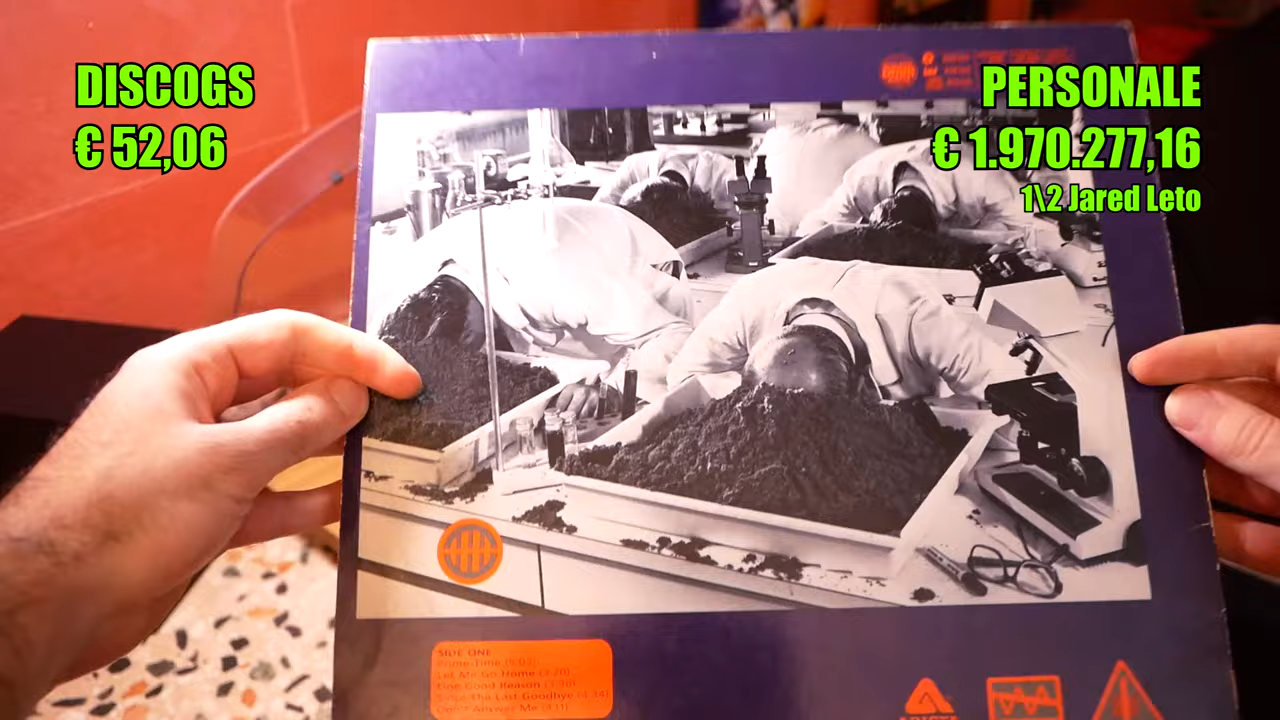 DISCOGS
€ 52,06
PERSONALE
€ 1.970.277,16
1\2 Jared Leto
SIDE ONE
Prime Time (5.03)
Let Me Go Home (3.20)
One Good Reason (3.36)
Since The Last Goodbye (4.34)
Don't Answer Me (4.11)